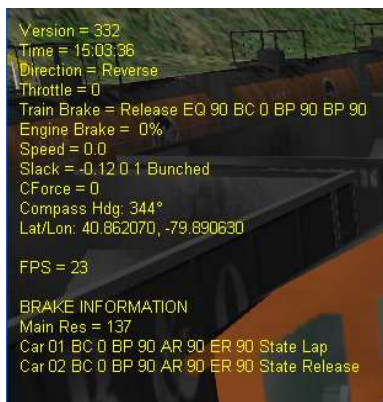 Version = 332
Time = 15:03:36
Direction = Reverse
Throttle = 0
Train Brake = Release EQ 90 BC 0 BP 90 BP 90
Engine Brake = 0%
Speed = 0.0
Slack = -0.12 0 1 Bunched
CForce = 0
Compass Hdg: 344°
Lat/Lon: 40.862070, -79.890630
FPS = 23
BRAKE INFORMATION
Main Res = 137
Car 01 BC 0 BP 90 AR 90 ER 90 State Lap
Car 02 BC 0 BP 90 AR 90 ER 90 State Release